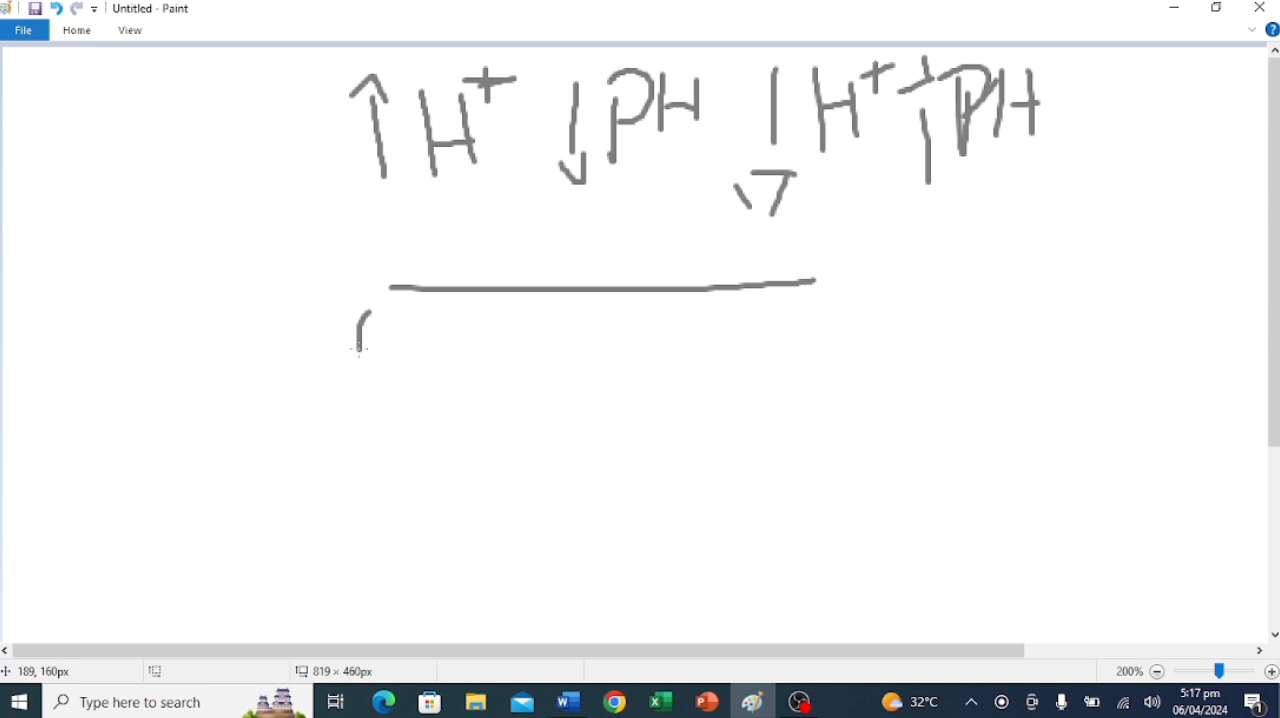 Untitled - Paint
File Home View
↑ H+ ↓ PH ↓ H+ ↑ PH
189, 160px
819 × 460px
200%
Type here to search
32°C
5:17 pm
06/04/2024
1